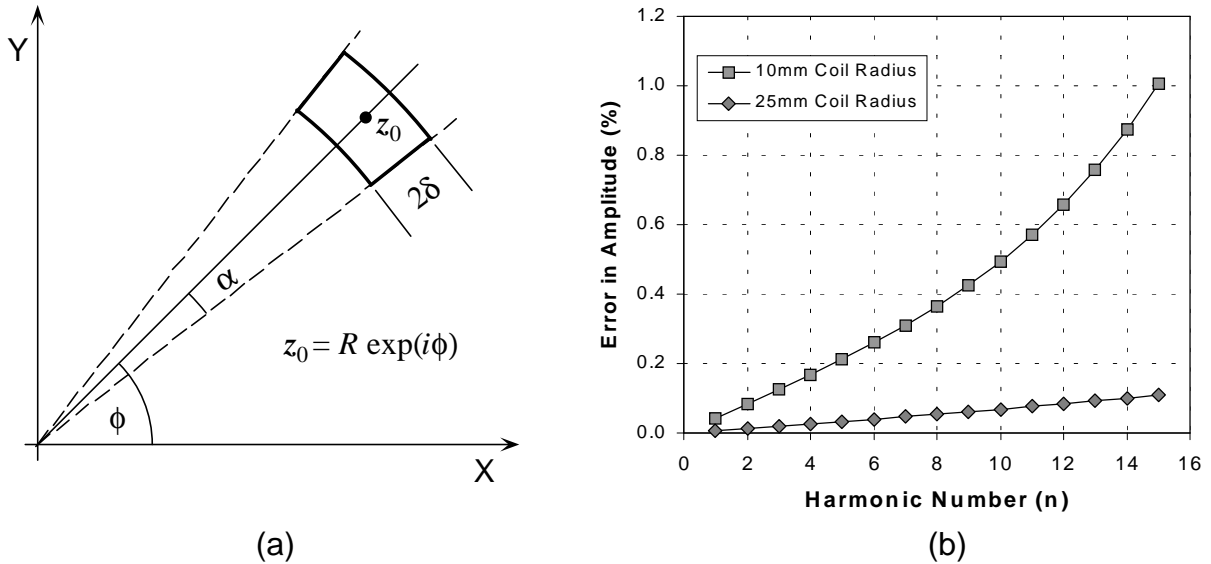 Y
z0
2δ
α
z0 = R exp(iφ)
φ
X
(a)
1.2
1.0
0.8
0.6
0.4
0.2
0.0
Error in Amplitude (%)
10mm Coil Radius
25mm Coil Radius
0 2 4 6 8 10 12 14 16
Harmonic Number (n)
(b)